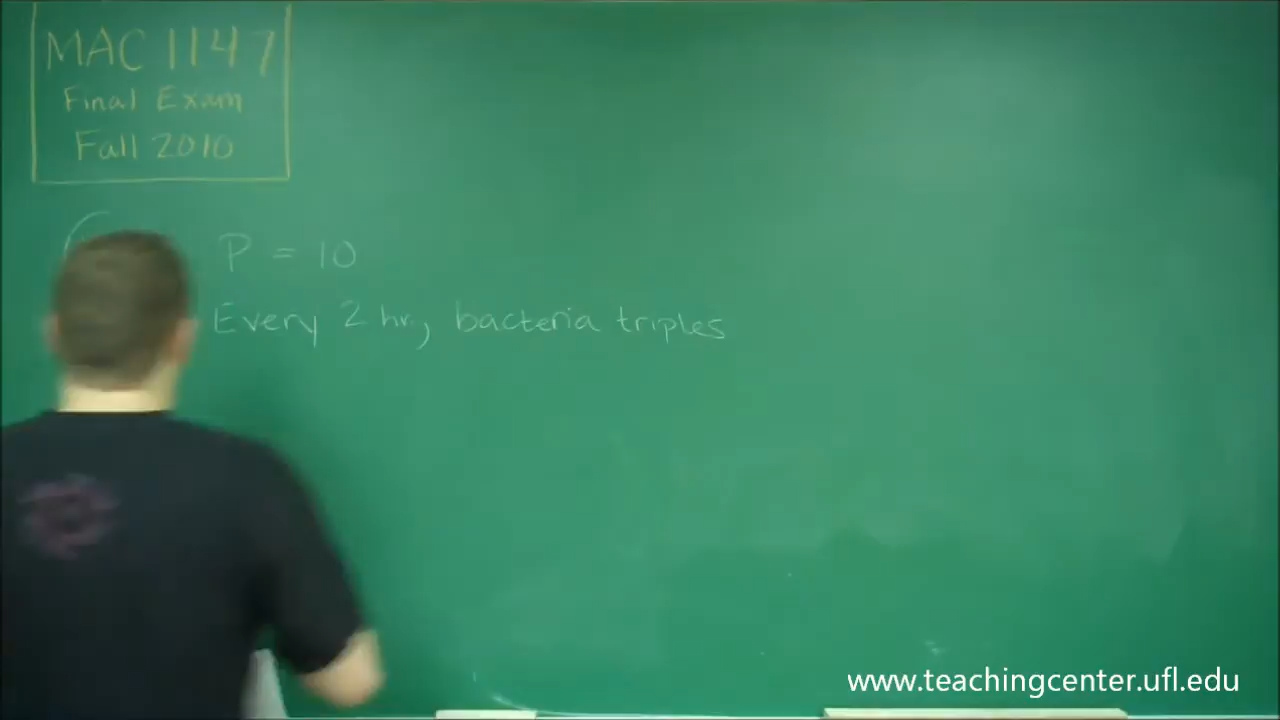 MAC 1147
Final Exam
Fall 2010
P = 10
Every 2 hr, bacteria triples
www.teachingcenter.ufl.edu